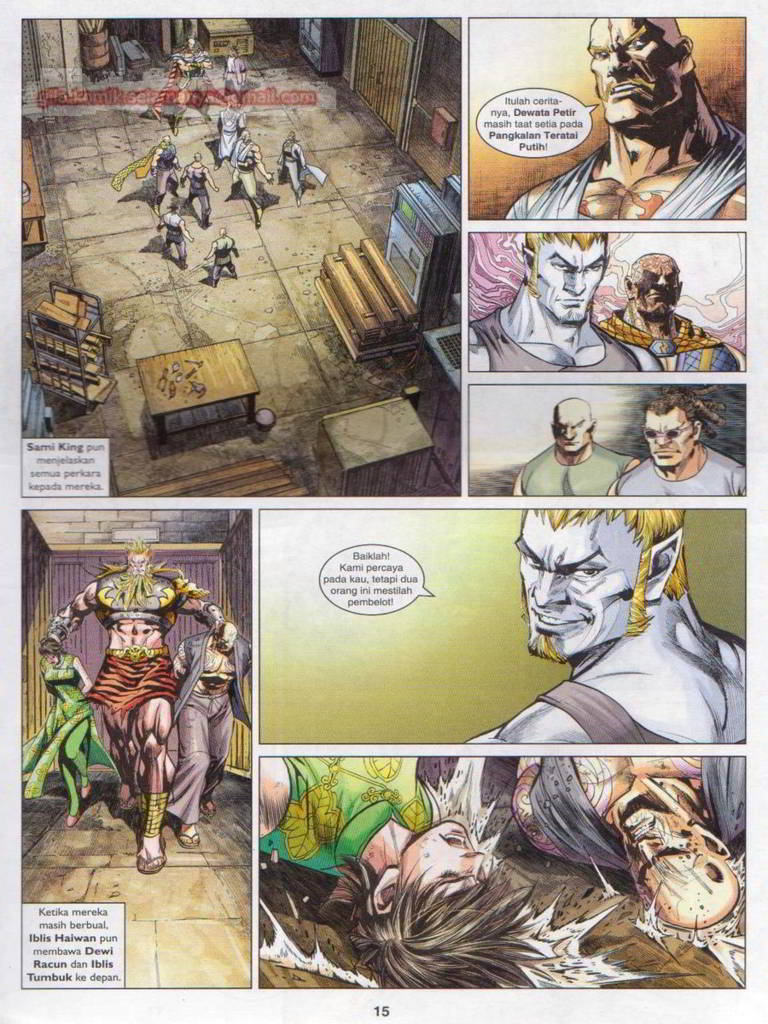 Sami King pun
menjelaskan
semua perkara
kepada mereka.
Itulah cerita-
nya, Dewata Petir
masih taat setia pada
Pangkalan Teratai
Putih!
Ketika mereka
masih berbual,
Iblis Haiwan pun
membawa Dewi
Racun dan Iblis
Tumbuk ke depan.
Baiklah!
Kami percaya
pada kau, tetapi dua
orang ini mestilah
pembelot!
15